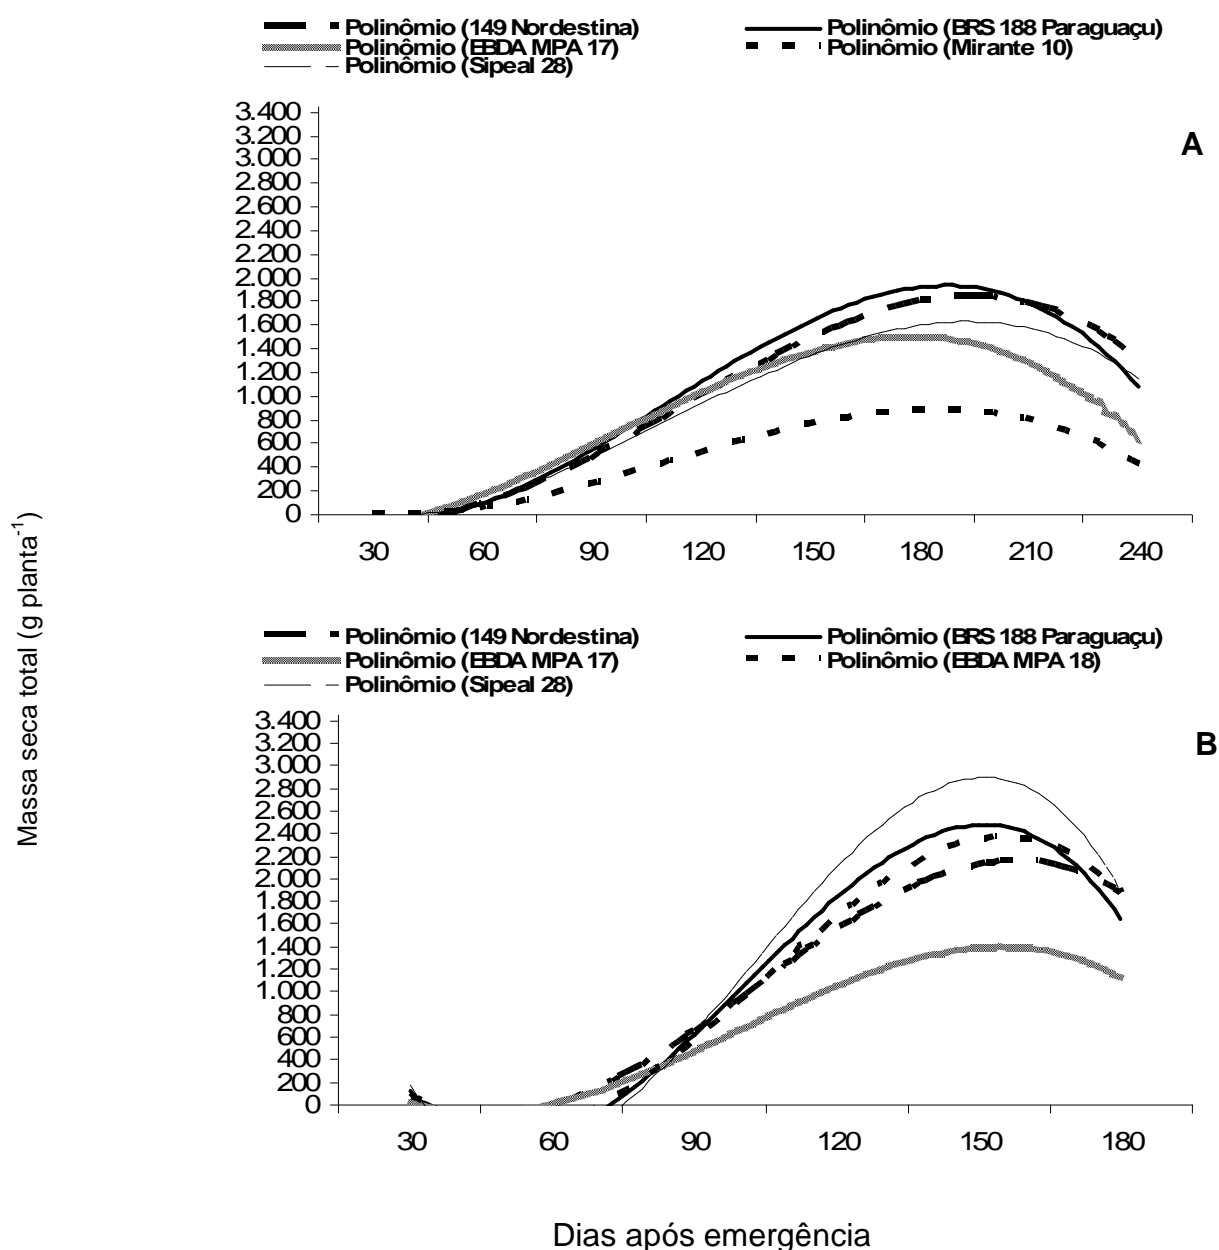 Polinômio (149 Nordestina)
Polinômio (BRS 188 Paraguaçu)
Polinômio (EBDA MPA 17)
Polinômio (Mirante 10)
Polinômio (Sipeal 28)
A
3.400
3.200
3.000
2.800
2.600
2.400
2.200
2.000
1.800
1.600
1.400
1.200
1.000
800
600
400
200
0
30 60 90 120 150 180 210 240
Massa seca total (g planta⁻¹)
Polinômio (149 Nordestina)
Polinômio (BRS 188 Paraguaçu)
Polinômio (EBDA MPA 17)
Polinômio (EBDA MPA 18)
Polinômio (Sipeal 28)
B
3.400
3.200
3.000
2.800
2.600
2.400
2.200
2.000
1.800
1.600
1.400
1.200
1.000
800
600
400
200
0
30 60 90 120 150 180
Dias após emergência